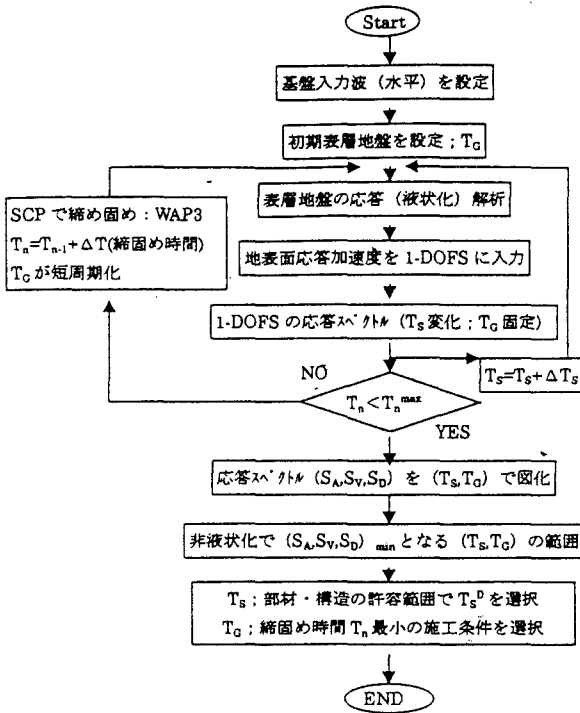 Start
基盤入力波（水平）を設定
初期表層地盤を設定；T_G
表層地盤の応答（液状化）解析
SCPで締め固め：WAP3
T_n=T_{n-1}+ΔT(締固め時間)
T_Gが短周期化
地表面応答加速度を1-DOFSに入力
1-DOFSの応答ｽﾍﾟｸﾄﾙ（T_S変化；T_G固定）
T_S=T_S+ΔT_S
NO
T_n＜T_n^max
YES
応答ｽﾍﾟｸﾄﾙ（S_A,S_V,S_D）を（T_S,T_G）で図化
非液状化で（S_A,S_V,S_D）_minとなる（T_S,T_G）の範囲
T_S；部材・構造の許容範囲でT_S^Dを選択
T_G；締固め時間T_n最小の施工条件を選択
END